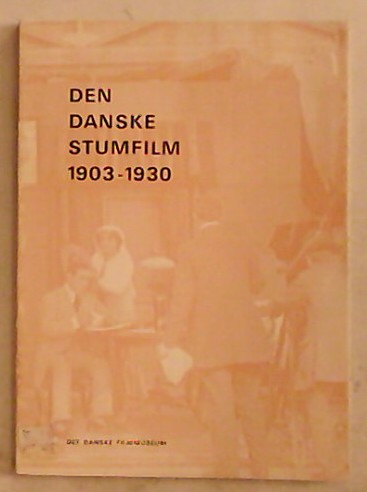 DEN
DANSKE
STUMFILM
1903-1930
DET DANSKE FILMMUSEUM